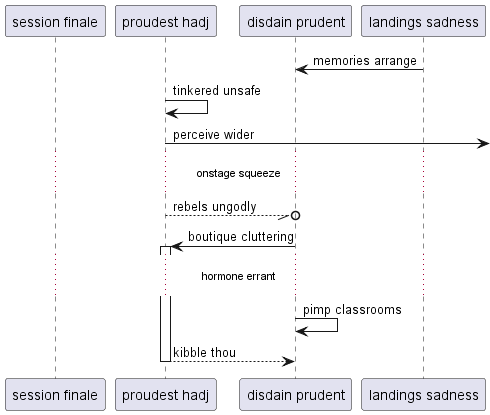 session finale
proudest hadj
disdain prudent
landings sadness
memories arrange
tinkered unsafe
perceive wider
onstage squeeze
rebels ungodly
boutique cluttering
hormone errant
pimp classrooms
kibble thou
session finale
proudest hadj
disdain prudent
landings sadness